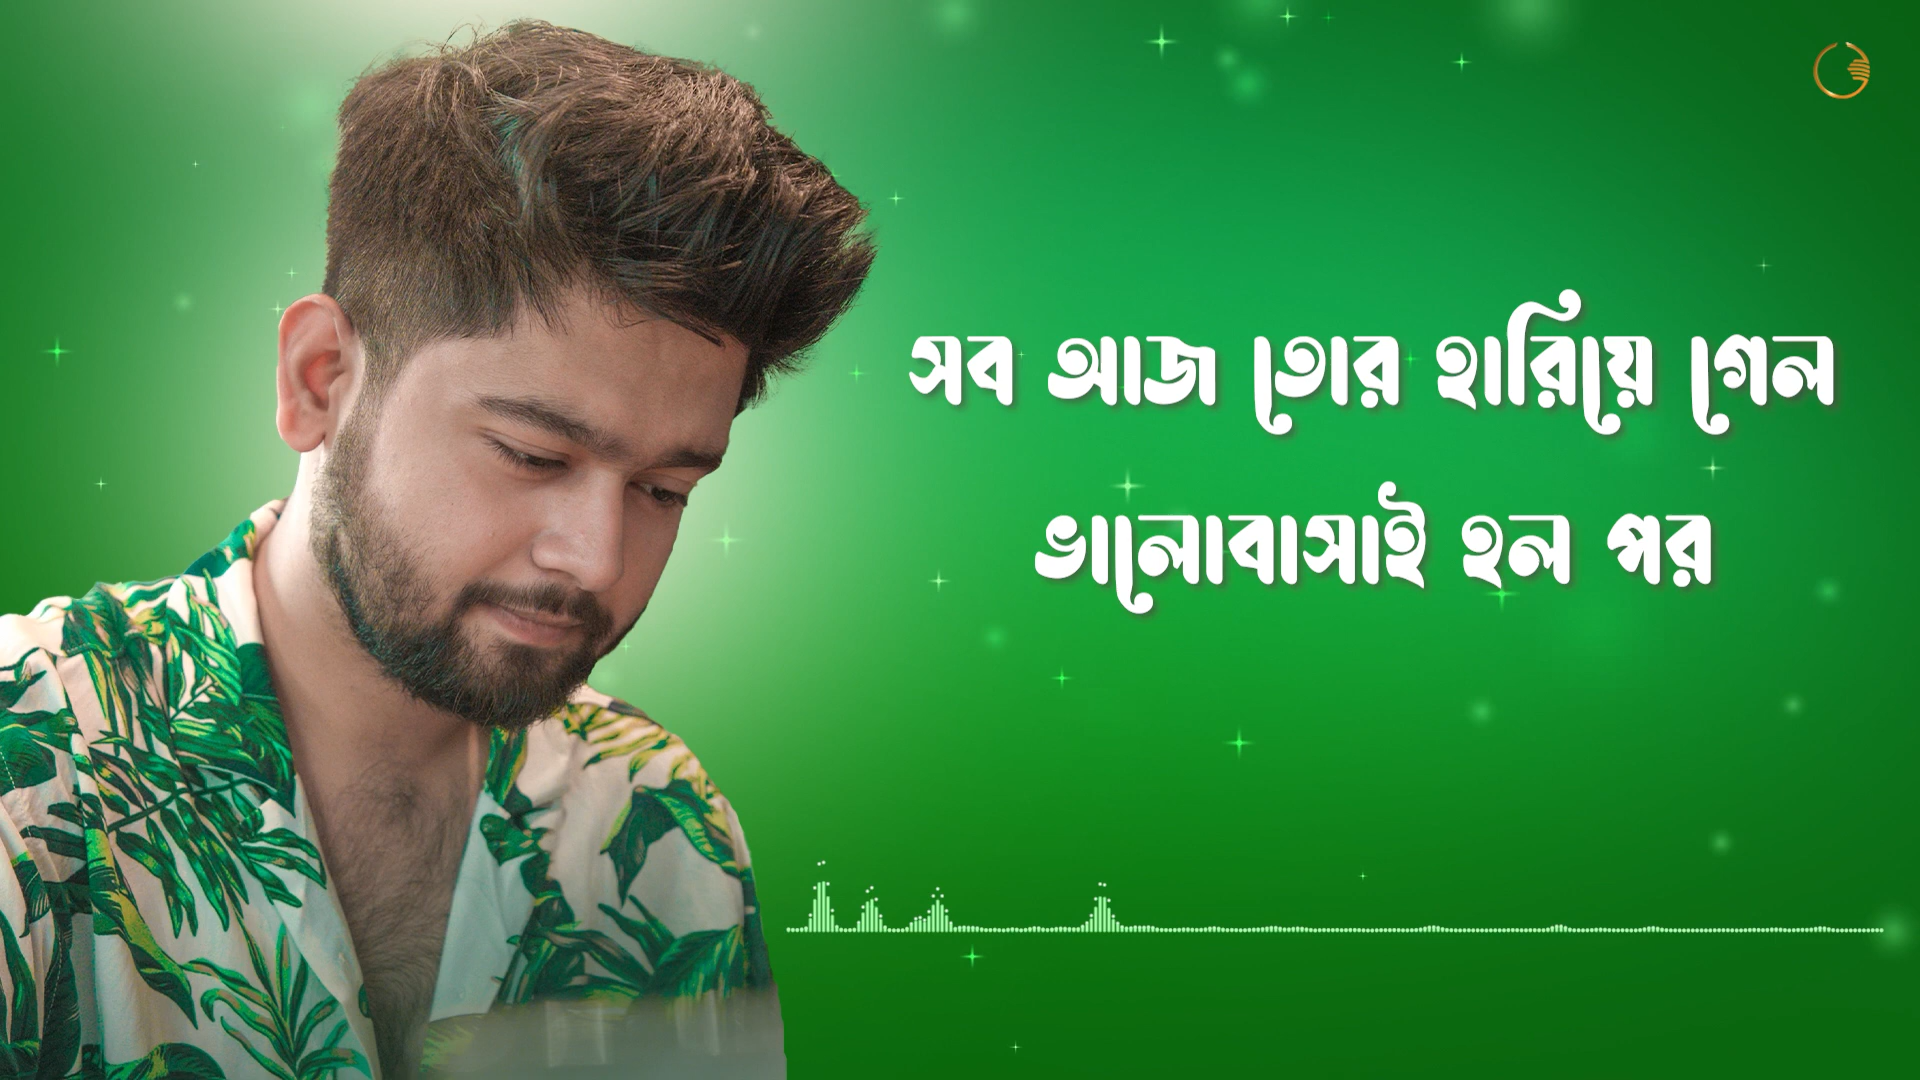 সব আজ তোর হারিয়ে গেল
ভালোবাসাই হল পর